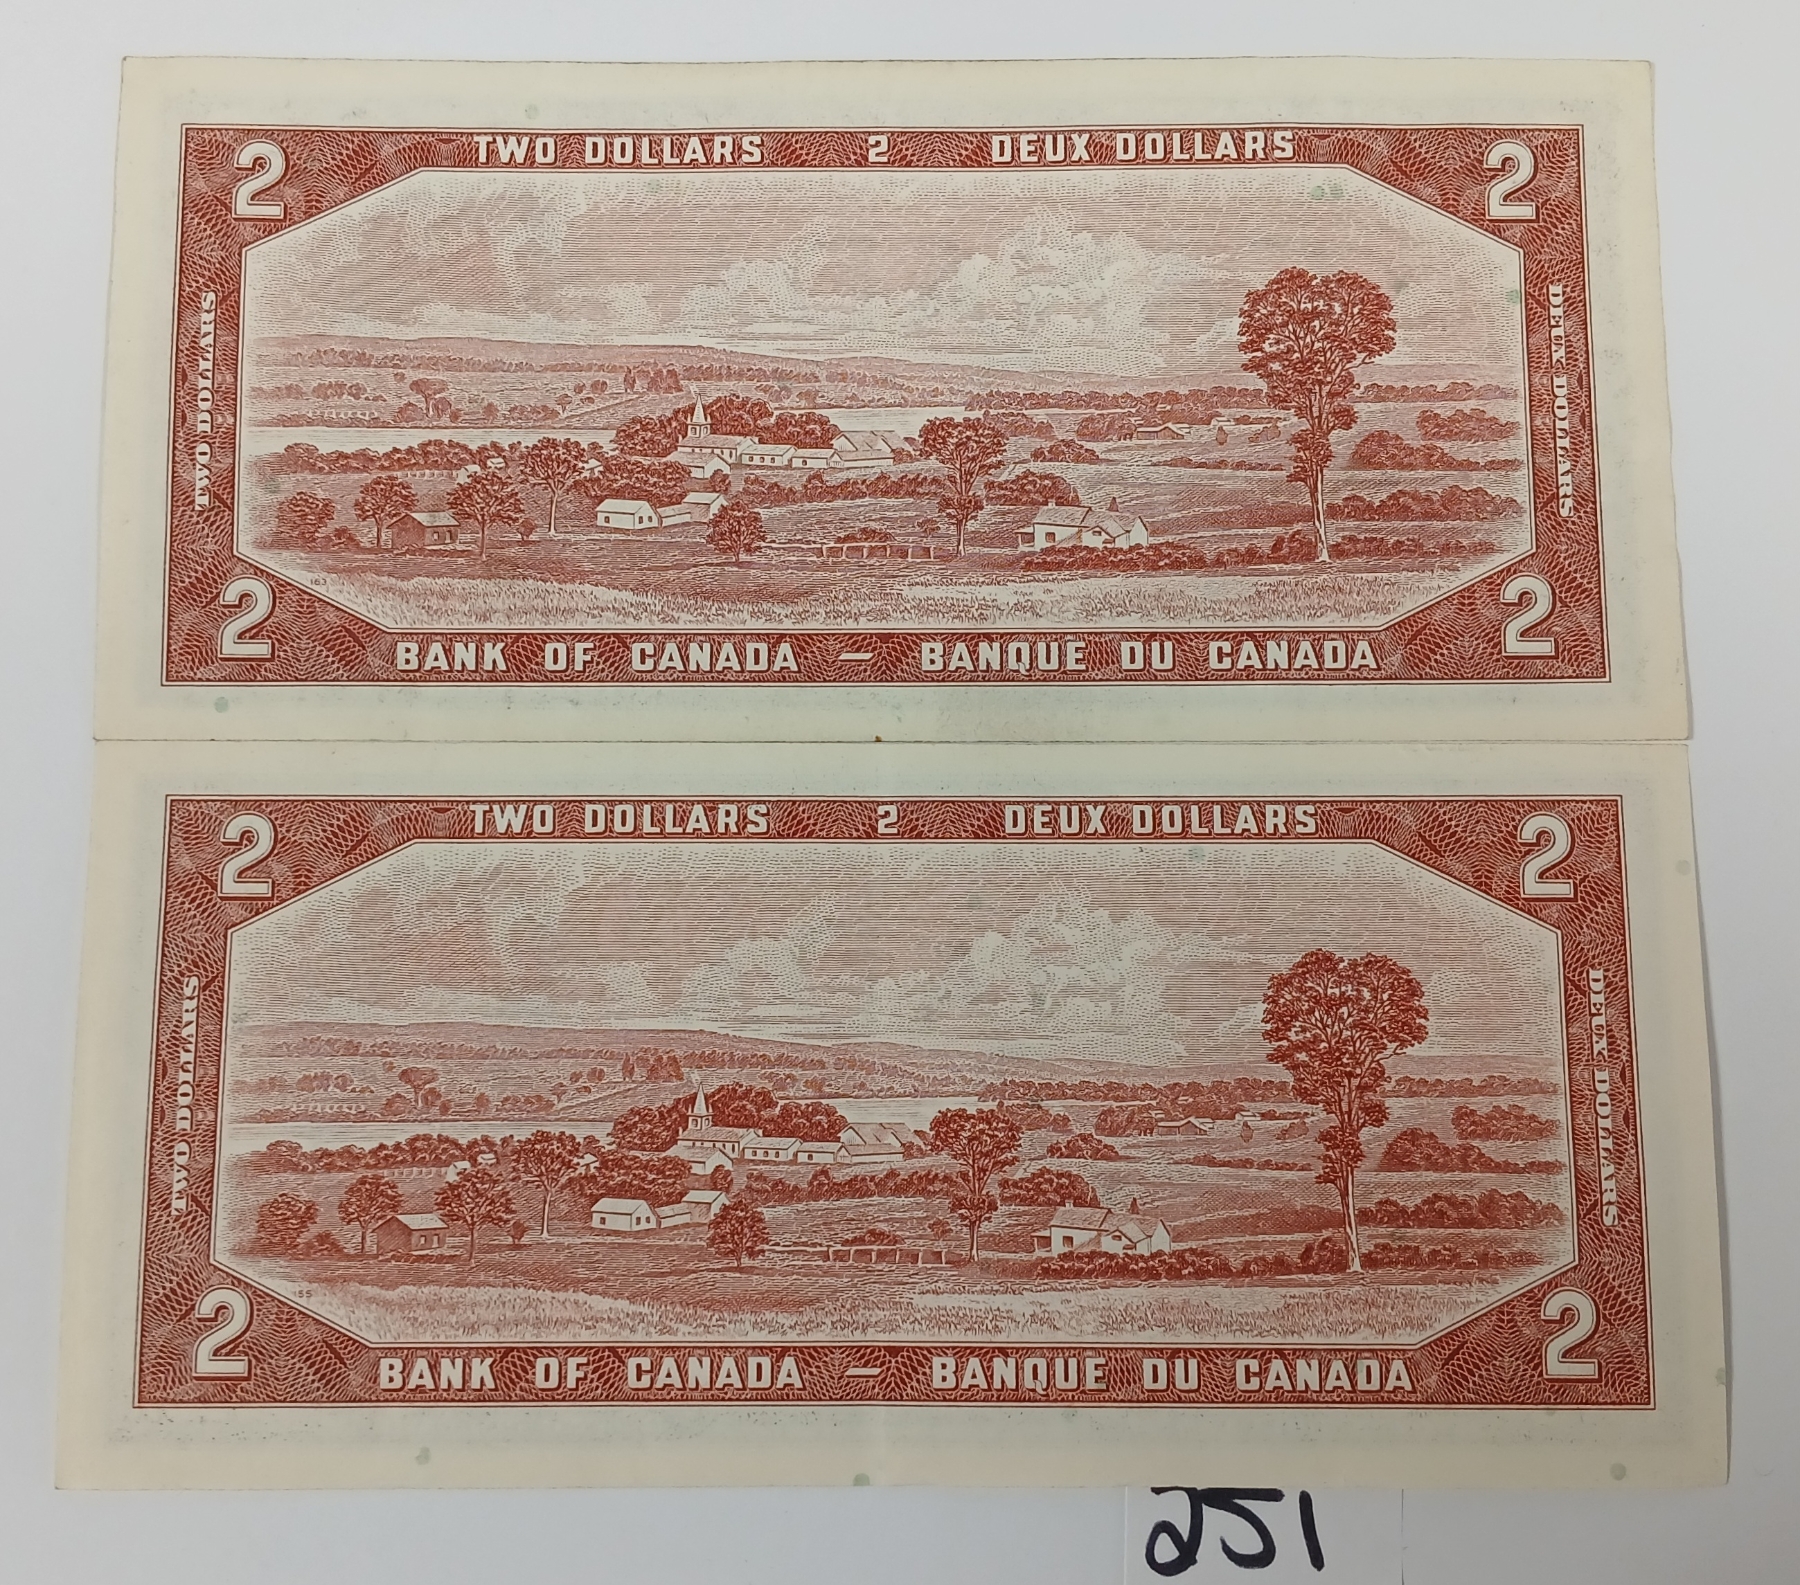 2 TWO DOLLARS 2 DEUX DOLLARS 2
TWO DOLLARS
DEUX DOLLARS
163
2 BANK OF CANADA — BANQUE DU CANADA 2
2 TWO DOLLARS 2 DEUX DOLLARS 2
TWO DOLLARS
DEUX DOLLARS
155
2 BANK OF CANADA — BANQUE DU CANADA 2
251